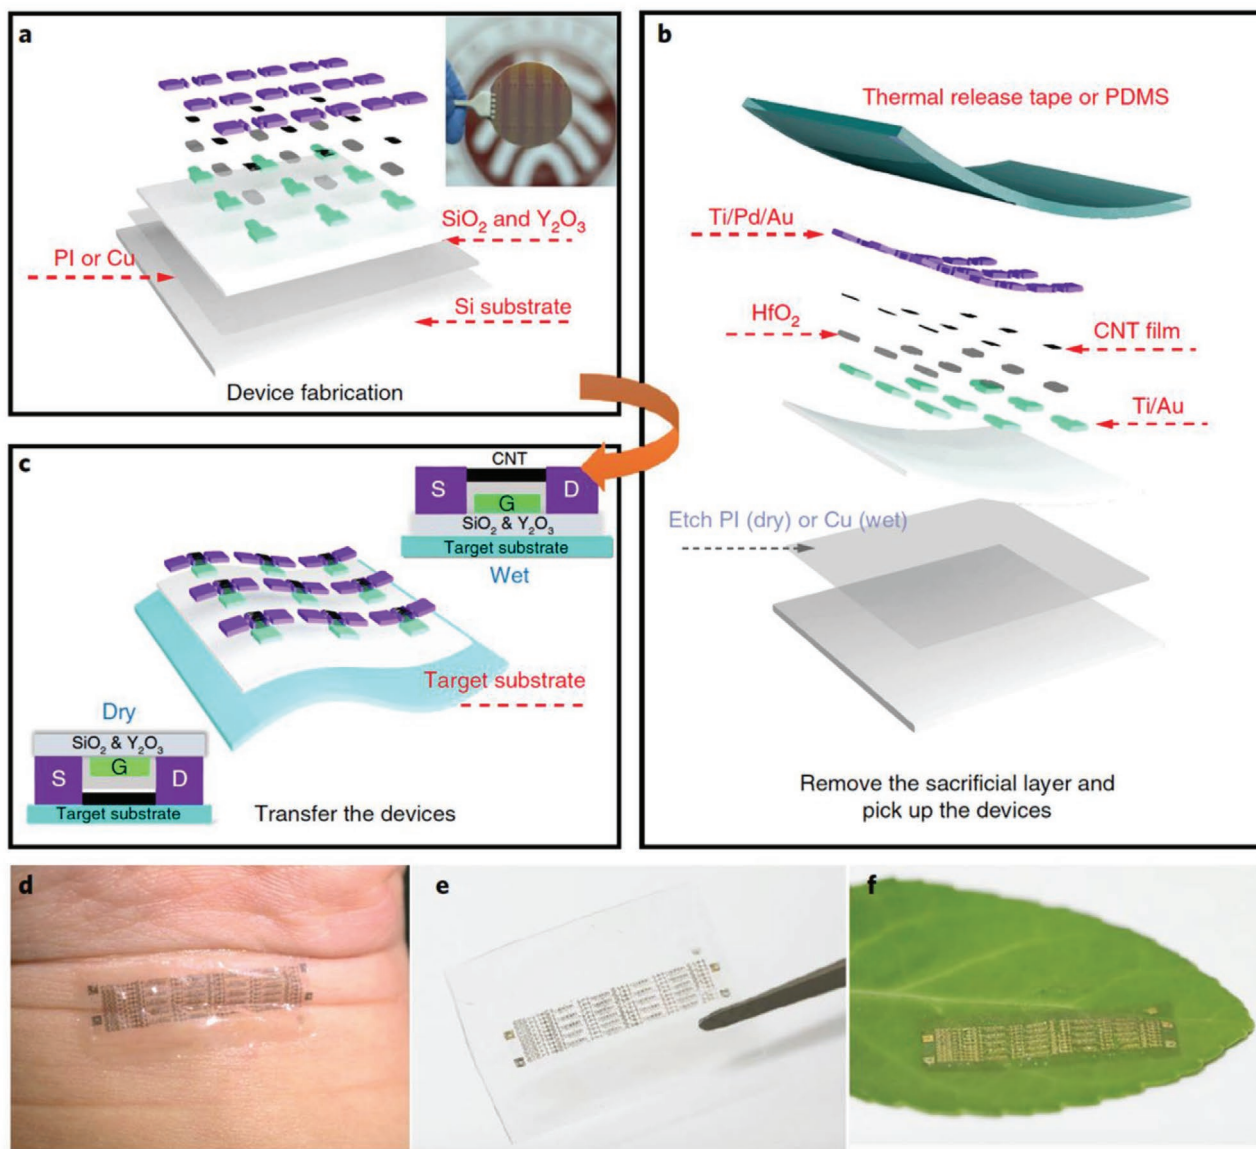 a
SiO₂ and Y₂O₃
PI or Cu
Si substrate
Device fabrication
b
Thermal release tape or PDMS
Ti/Pd/Au
HfO₂
CNT film
Ti/Au
Etch PI (dry) or Cu (wet)
Remove the sacrificial layer and
pick up the devices
c
CNT
S
D
G
SiO₂ & Y₂O₃
Target substrate
Wet
Target substrate
Dry
SiO₂ & Y₂O₃
S
G
D
Target substrate
Transfer the devices
d
e
f